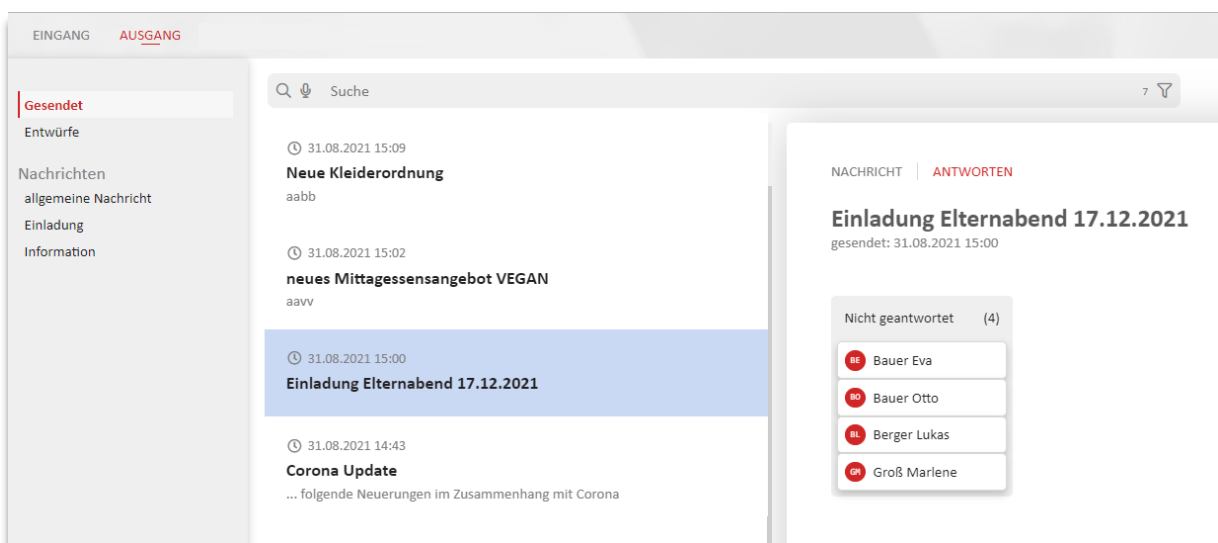 EINGANG AUSGANG
Gesendet
Entwürfe
Nachrichten
allgemeine Nachricht
Einladung
Information
Suche 7
31.08.2021 15:09
Neue Kleiderordnung
aabb
31.08.2021 15:02
neues Mittagessensangebot VEGAN
aavv
31.08.2021 15:00
Einladung Elternabend 17.12.2021
31.08.2021 14:43
Corona Update
... folgende Neuerungen im Zusammenhang mit Corona
NACHRICHT ANTWORTEN
Einladung Elternabend 17.12.2021
gesendet: 31.08.2021 15:00
Nicht geantwortet (4)
BE Bauer Eva
BO Bauer Otto
BL Berger Lukas
GM Groß Marlene